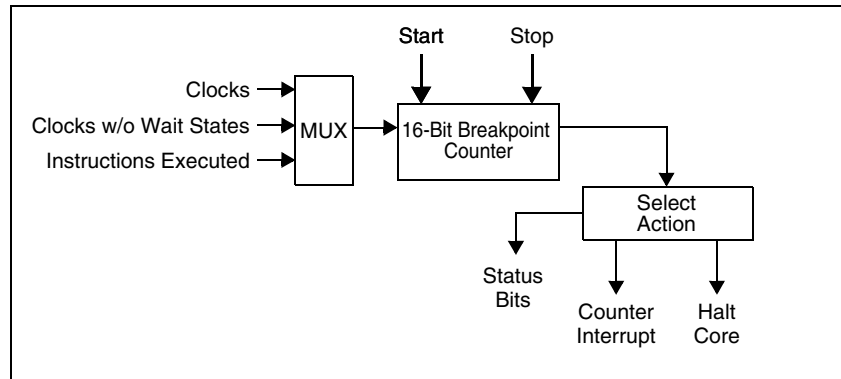 Start
Stop
Clocks
Clocks w/o Wait States
Instructions Executed
MUX
16-Bit Breakpoint
Counter
Select
Action
Status
Bits
Counter
Interrupt
Halt
Core